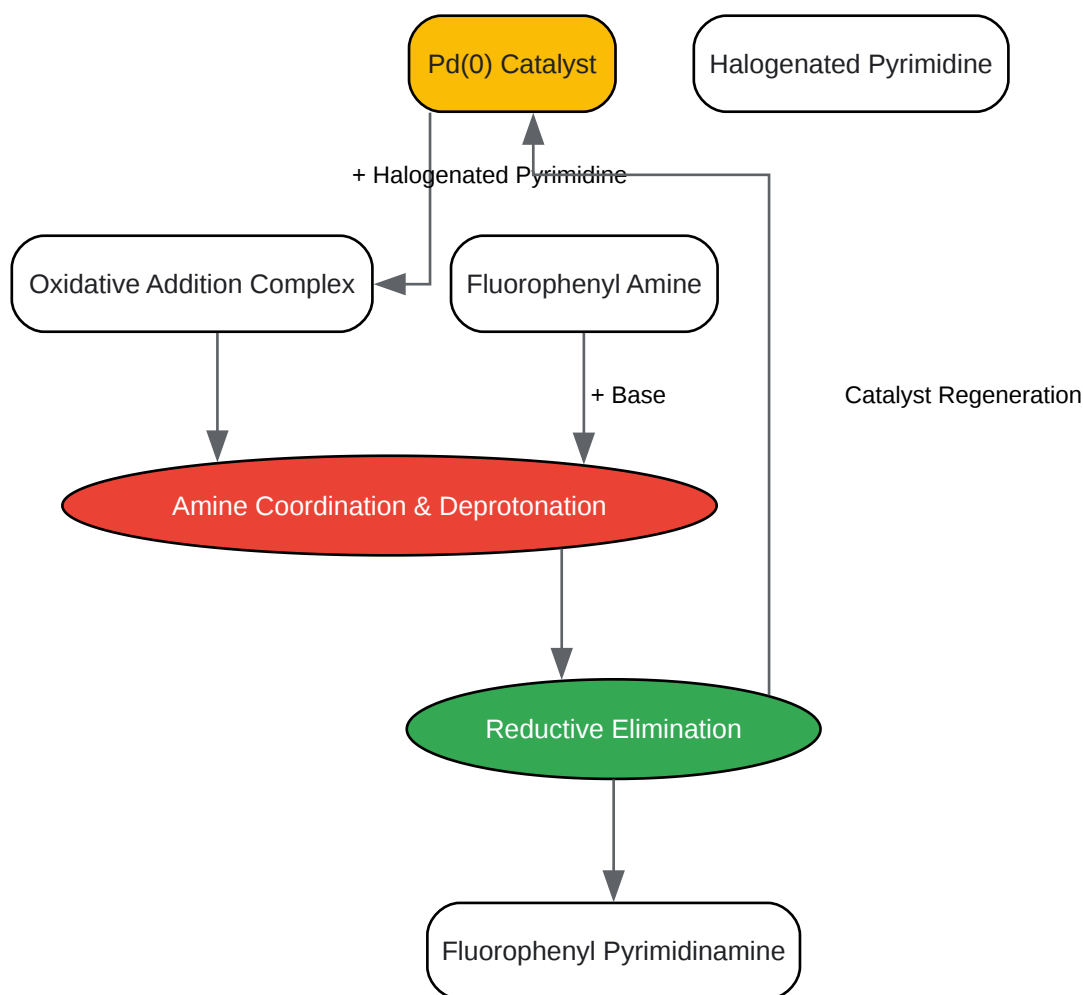 Pd(0) Catalyst
Halogenated Pyrimidine
+ Halogenated Pyrimidine
Oxidative Addition Complex
Fluorophenyl Amine
+ Base
Catalyst Regeneration
Amine Coordination & Deprotonation
Reductive Elimination
Fluorophenyl Pyrimidinamine